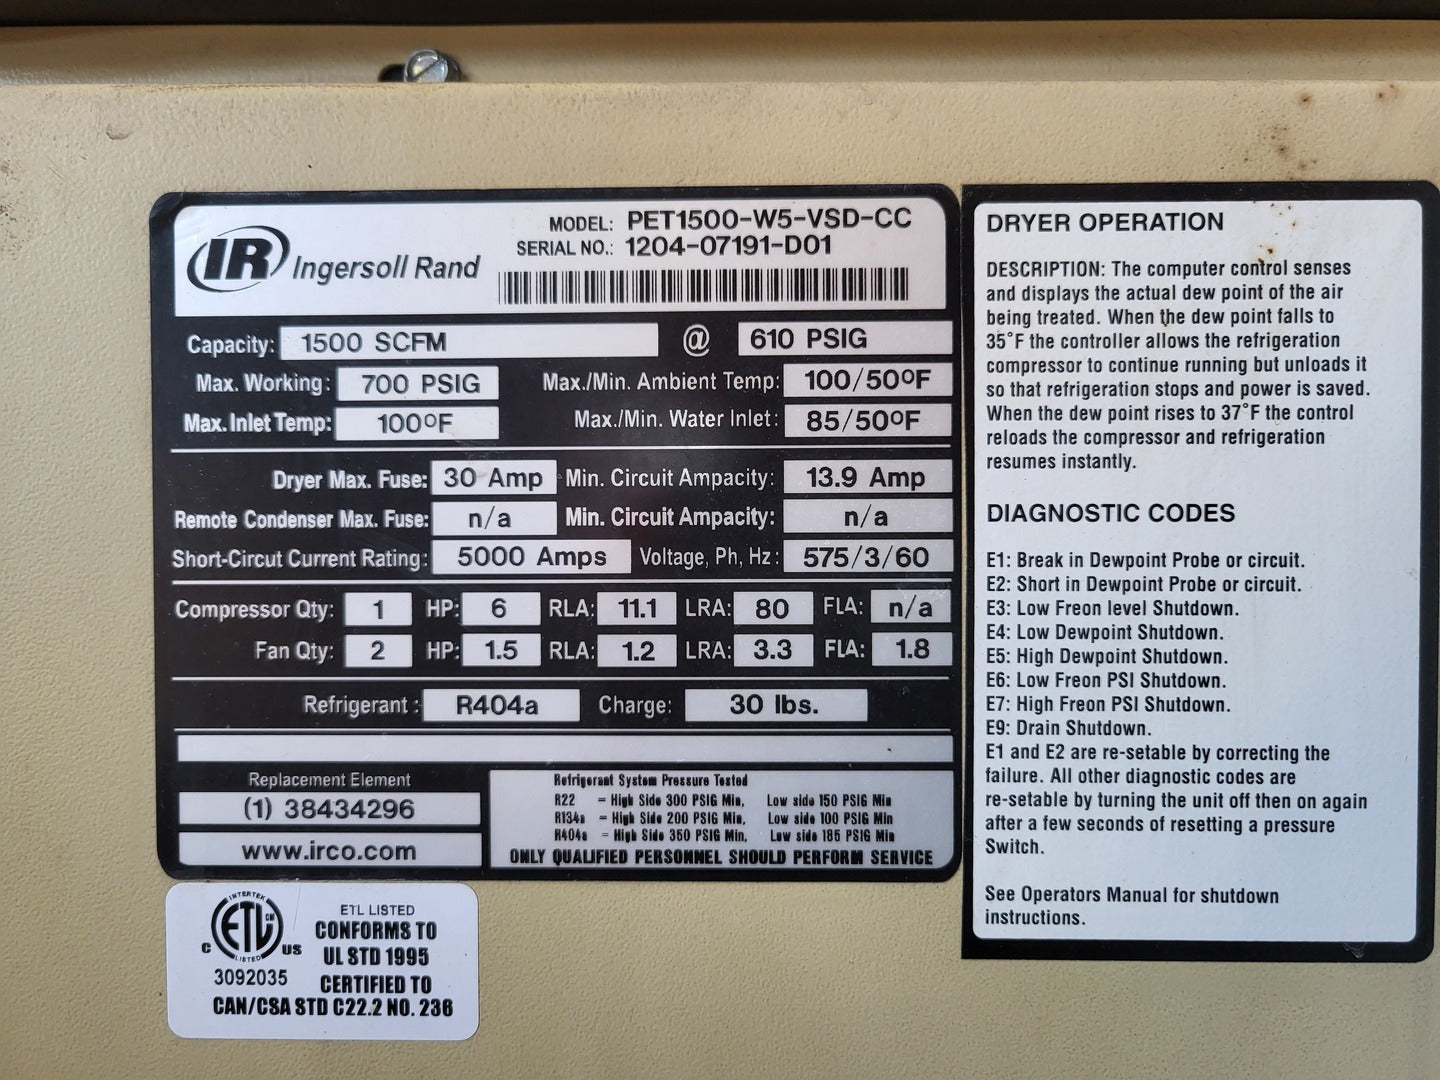 IR Ingersoll Rand
MODEL: PET1500-W5-VSD-CC
SERIAL NO.: 1204-07191-D01
Capacity: 1500 SCFM @ 610 PSIG
Max. Working: 700 PSIG Max./Min. Ambient Temp: 100/50ºF
Max. Inlet Temp: 100ºF Max./Min. Water Inlet: 85/50ºF
Dryer Max. Fuse: 30 Amp Min. Circuit Ampacity: 13.9 Amp
Remote Condenser Max. Fuse: n/a Min. Circuit Ampacity: n/a
Short-Circut Current Rating: 5000 Amps Voltage, Ph, Hz: 575/3/60
Compressor Qty: 1 HP: 6 RLA: 11.1 LRA: 80 FLA: n/a
Fan Qty: 2 HP: 1.5 RLA: 1.2 LRA: 3.3 FLA: 1.8
Refrigerant: R404a Charge: 30 lbs.
Replacement Element
(1) 38434296
www.irco.com
Refrigerant System Pressure Tested
R22 = High Side 300 PSIG Min, Low side 150 PSIG Min
R134a = High Side 200 PSIG Min, Low side 100 PSIG Min
R404a = High Side 350 PSIG Min, Low side 185 PSIG Min
ONLY QUALIFIED PERSONNEL SHOULD PERFORM SERVICE
INTERTEK
ETL CM
LISTED
C US
3092035
ETL LISTED
CONFORMS TO
UL STD 1995
CERTIFIED TO
CAN/CSA STD C22.2 NO. 236
DRYER OPERATION
DESCRIPTION: The computer control senses
and displays the actual dew point of the air
being treated. When the dew point falls to
35°F the controller allows the refrigeration
compressor to continue running but unloads it
so that refrigeration stops and power is saved.
When the dew point rises to 37°F the control
reloads the compressor and refrigeration
resumes instantly.
DIAGNOSTIC CODES
E1: Break in Dewpoint Probe or circuit.
E2: Short in Dewpoint Probe or circuit.
E3: Low Freon level Shutdown.
E4: Low Dewpoint Shutdown.
E5: High Dewpoint Shutdown.
E6: Low Freon PSI Shutdown.
E7: High Freon PSI Shutdown.
E9: Drain Shutdown.
E1 and E2 are re-setable by correcting the
failure. All other diagnostic codes are
re-setable by turning the unit off then on again
after a few seconds of resetting a pressure
Switch.
See Operators Manual for shutdown
instructions.